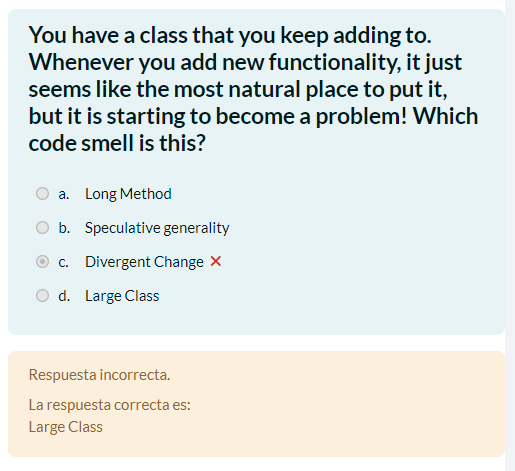 You have a class that you keep adding to.
Whenever you add new functionality, it just
seems like the most natural place to put it,
but it is starting to become a problem! Which
code smell is this?
a. Long Method
b. Speculative generality
c. Divergent Change
d. Large Class
Respuesta incorrecta.
La respuesta correcta es:
Large Class